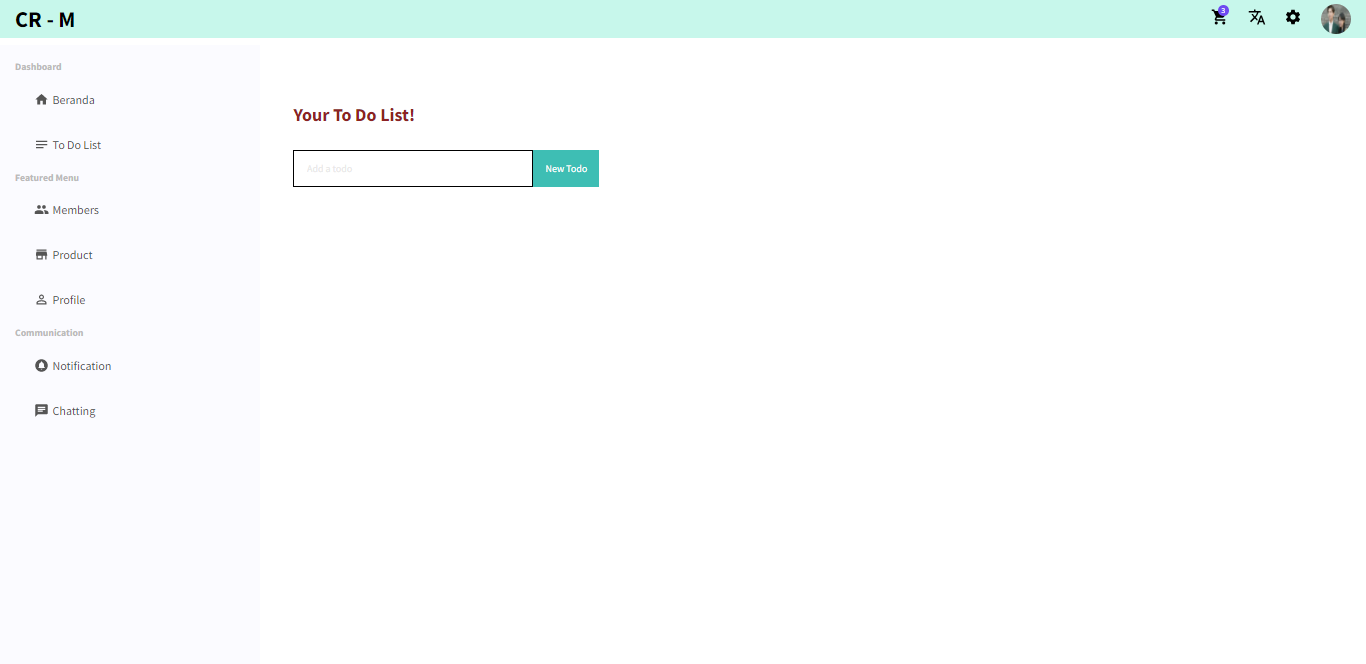 CR - M
3
Dashboard
Beranda
To Do List
Featured Menu
Members
Product
Profile
Communication
Notification
Chatting
Your To Do List!
Add a todo
New Todo